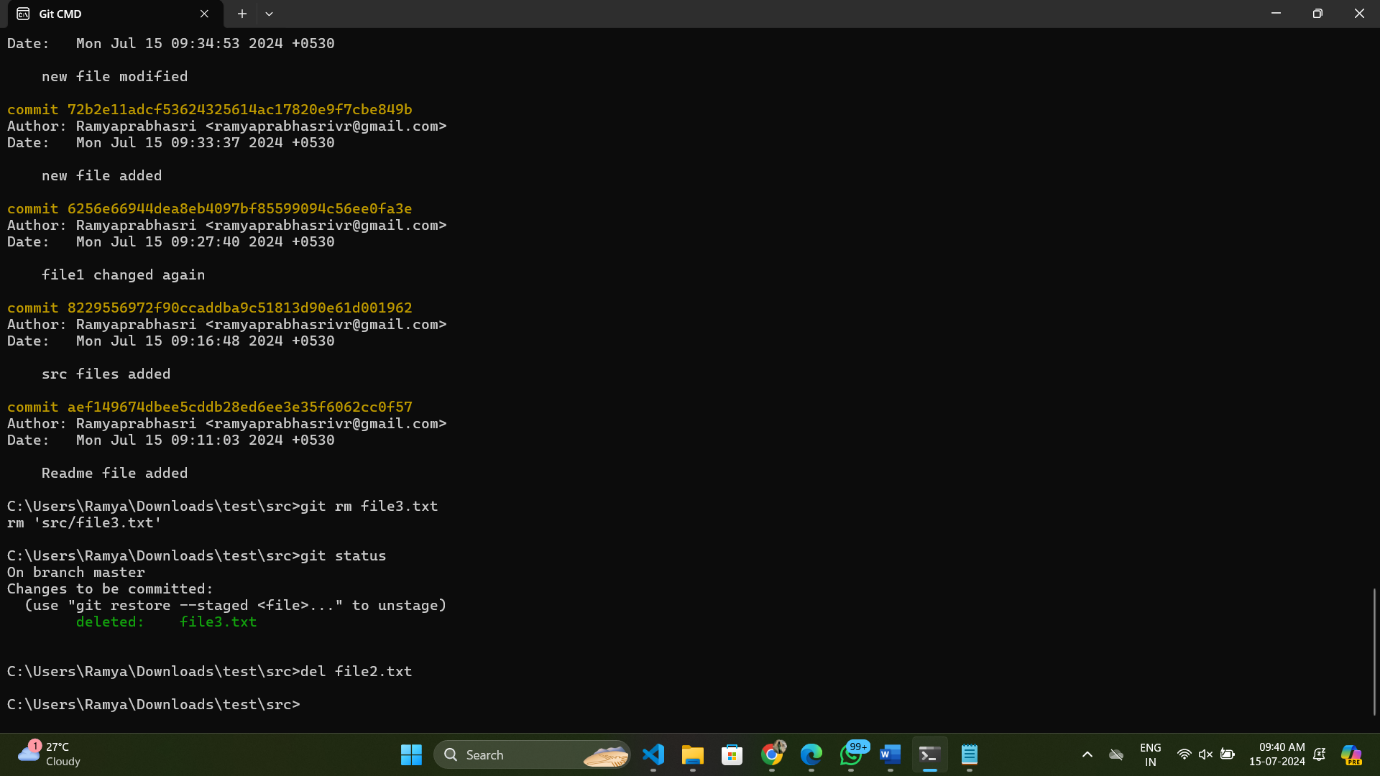 Git CMD
Date:   Mon Jul 15 09:34:53 2024 +0530
    new file modified
commit 72b2e11adcf53624325614ac17820e9f7cbe849b
Author: Ramyaprabhasri <ramyaprabhasrivr@gmail.com>
Date:   Mon Jul 15 09:33:37 2024 +0530
    new file added
commit 6256e66944dea8eb4097bf85599094c56ee0fa3e
Author: Ramyaprabhasri <ramyaprabhasrivr@gmail.com>
Date:   Mon Jul 15 09:27:40 2024 +0530
    file1 changed again
commit 8229556972f90ccaddba9c51813d90e61d001962
Author: Ramyaprabhasri <ramyaprabhasrivr@gmail.com>
Date:   Mon Jul 15 09:16:48 2024 +0530
    src files added
commit aef149674dbee5cddb28ed6ee3e35f6062cc0f57
Author: Ramyaprabhasri <ramyaprabhasrivr@gmail.com>
Date:   Mon Jul 15 09:11:03 2024 +0530
    Readme file added
C:\Users\Ramya\Downloads\test\src>git rm file3.txt
rm 'src/file3.txt'
C:\Users\Ramya\Downloads\test\src>git status
On branch master
Changes to be committed:
  (use "git restore --staged <file>..." to unstage)
        deleted:    file3.txt
C:\Users\Ramya\Downloads\test\src>del file2.txt
C:\Users\Ramya\Downloads\test\src>
1
27°C
Cloudy
Search
99+
ENG
IN
09:40 AM
15-07-2024
PRE